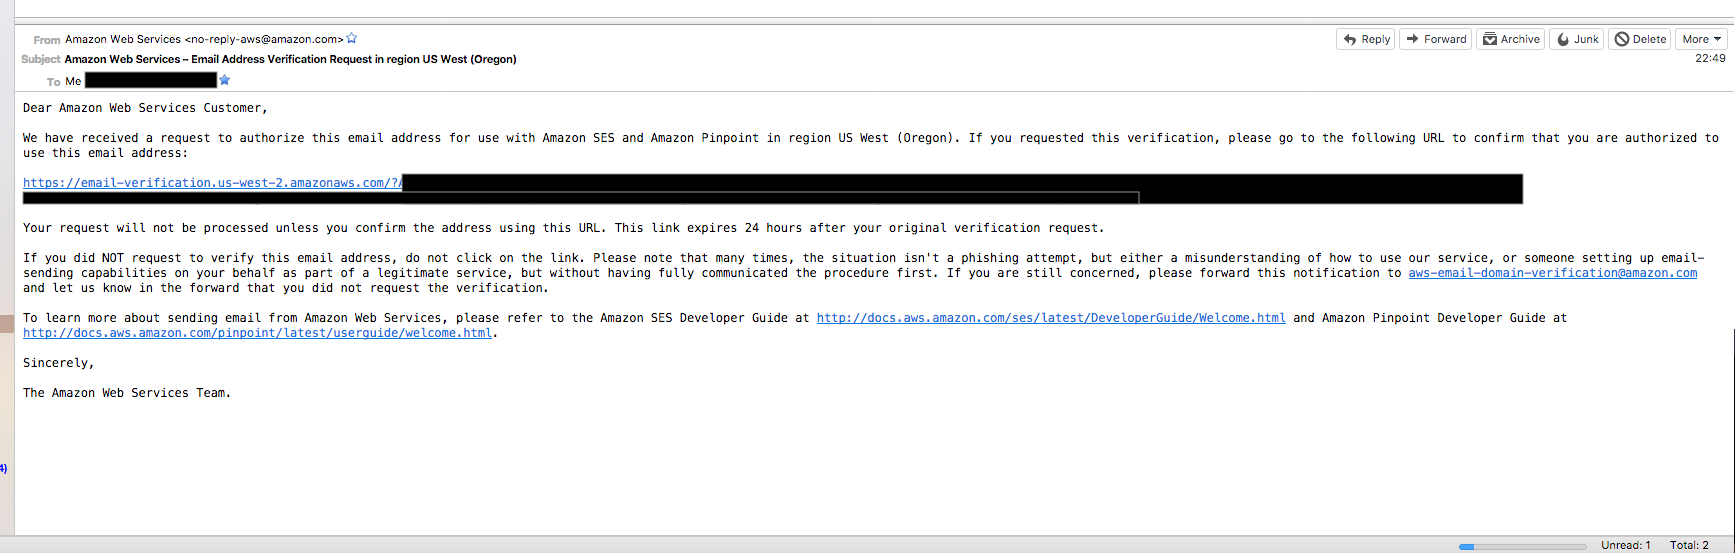 From Amazon Web Services <no-reply-aws@amazon.com>
Reply Forward Archive Junk Delete More
Subject Amazon Web Services – Email Address Verification Request in region US West (Oregon)
22:49
To Me
Dear Amazon Web Services Customer,
We have received a request to authorize this email address for use with Amazon SES and Amazon Pinpoint in region US West (Oregon). If you requested this verification, please go to the following URL to confirm that you are authorized to
use this email address:
https://email-verification.us-west-2.amazonaws.com/?
Your request will not be processed unless you confirm the address using this URL. This link expires 24 hours after your original verification request.
If you did NOT request to verify this email address, do not click on the link. Please note that many times, the situation isn't a phishing attempt, but either a misunderstanding of how to use our service, or someone setting up email-
sending capabilities on your behalf as part of a legitimate service, but without having fully communicated the procedure first. If you are still concerned, please forward this notification to aws-email-domain-verification@amazon.com
and let us know in the forward that you did not request the verification.
To learn more about sending email from Amazon Web Services, please refer to the Amazon SES Developer Guide at http://docs.aws.amazon.com/ses/latest/DeveloperGuide/Welcome.html and Amazon Pinpoint Developer Guide at
http://docs.aws.amazon.com/pinpoint/latest/userguide/welcome.html.
Sincerely,
The Amazon Web Services Team.
4)
Unread: 1 Total: 2